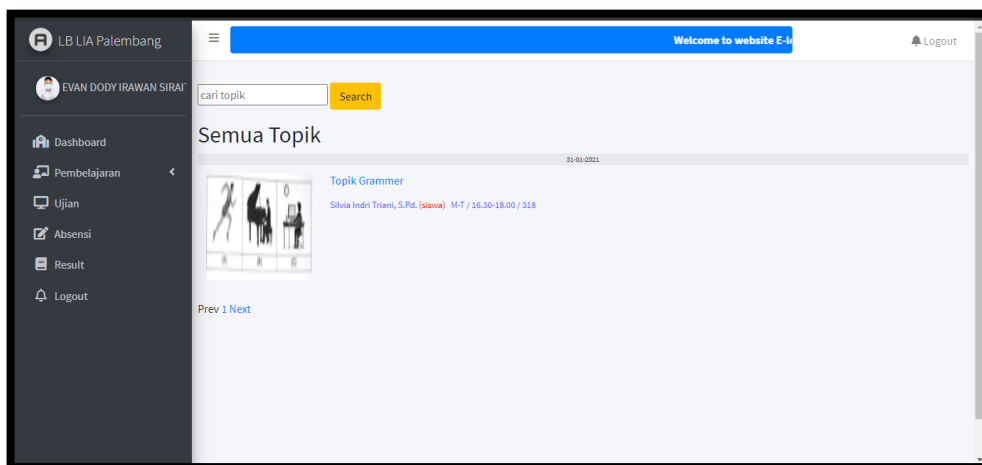 LB LIA Palembang
Welcome to website E-le
Logout
EVAN DODY IRAWAN SIRAIT
cari topik
Search
Semua Topik
31-01-2021
Dashboard
Topik Grammer
Pembelajaran
Silvia Indri Triani, S.Pd. (siswa) M-T / 16.30-18.00 / 318
Ujian
Absensi
Result
Logout
Prev 1 Next